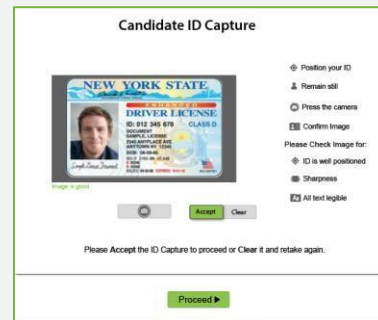 Candidate ID Capture
NEW YORK STATE
ENHANCED
DRIVER LICENSE
ID: 012 345 678 CLASS D
DOCUMENT
SAMPLE, LICENSE
2345 ANYPLACE AVE
ANYTOWN NY 12345
Image is good
Accept
Clear
Position your ID
Remain still
Press the camera
Confirm Image
Please Check Image for:
ID is well positioned
Sharpness
All text legible
Please Accept the ID Capture to proceed or Clear it and retake again.
Proceed